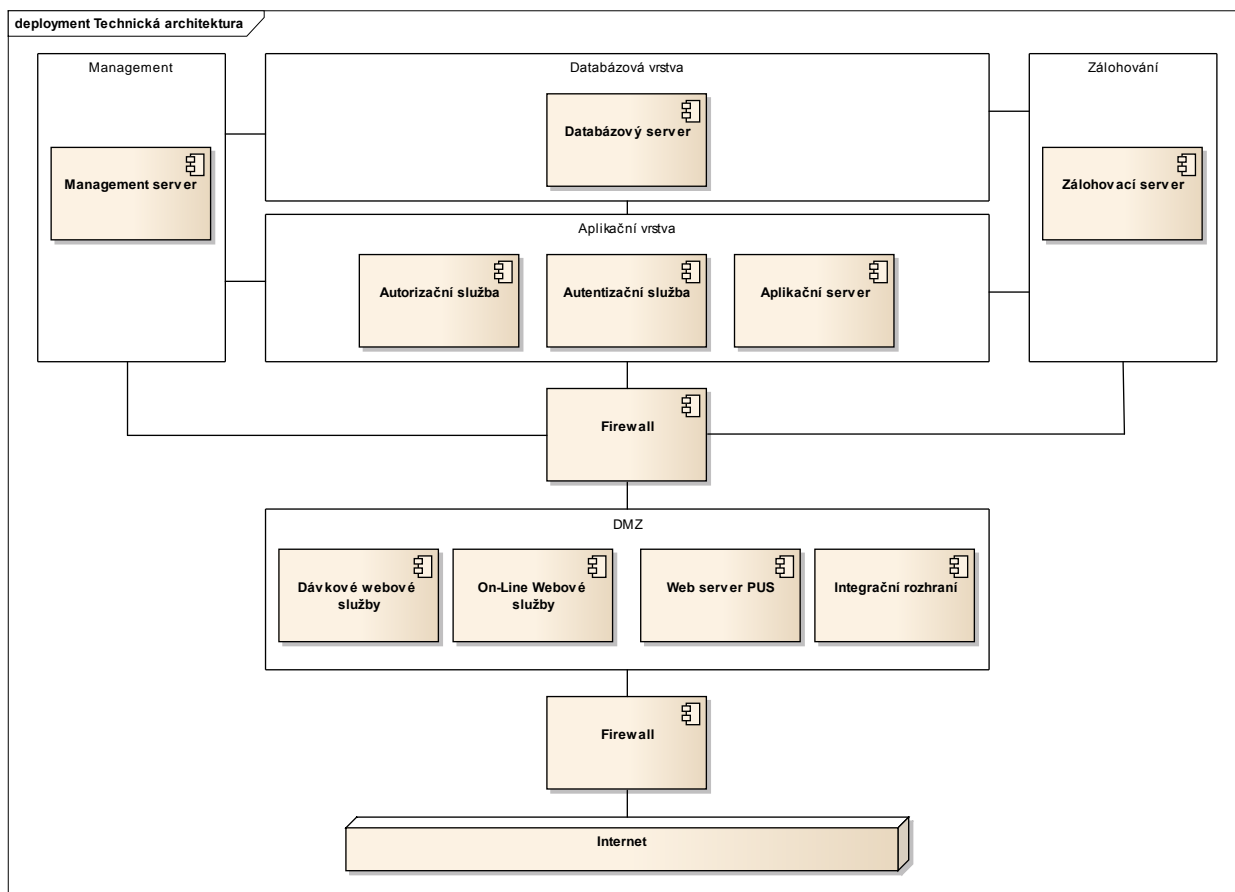 deployment Technická architektura
Management
Databázová vrstva
Zálohování
Databázový server
Management server
Zálohovací server
Aplikační vrstva
Autorizační služba
Autentizační služba
Aplikační server
Firewall
DMZ
Dávkové webové
služby
On-Line Webové
služby
Web server PUS
Integrační rozhraní
Firewall
Internet